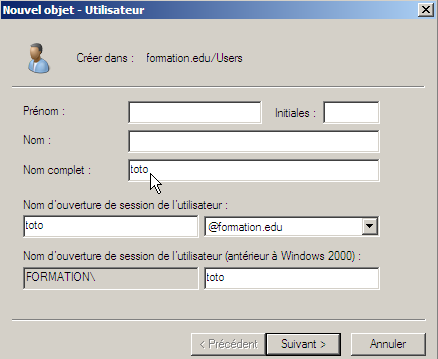 Nouvel objet - Utilisateur
Créer dans : formation.edu/Users
Prénom : Initiales :
Nom :
Nom complet : toto
Nom d'ouverture de session de l'utilisateur :
toto @formation.edu
Nom d'ouverture de session de l'utilisateur (antérieur à Windows 2000) :
FORMATION\ toto
< Précédent Suivant > Annuler